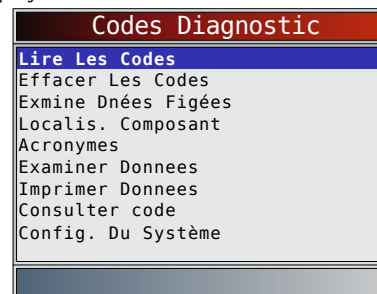 Codes Diagnostic
Lire Les Codes
Effacer Les Codes
Exmine Dnées Figées
Localis. Composant
Acronymes
Examiner Donnees
Imprimer Donnees
Consulter code
Config. Du Système